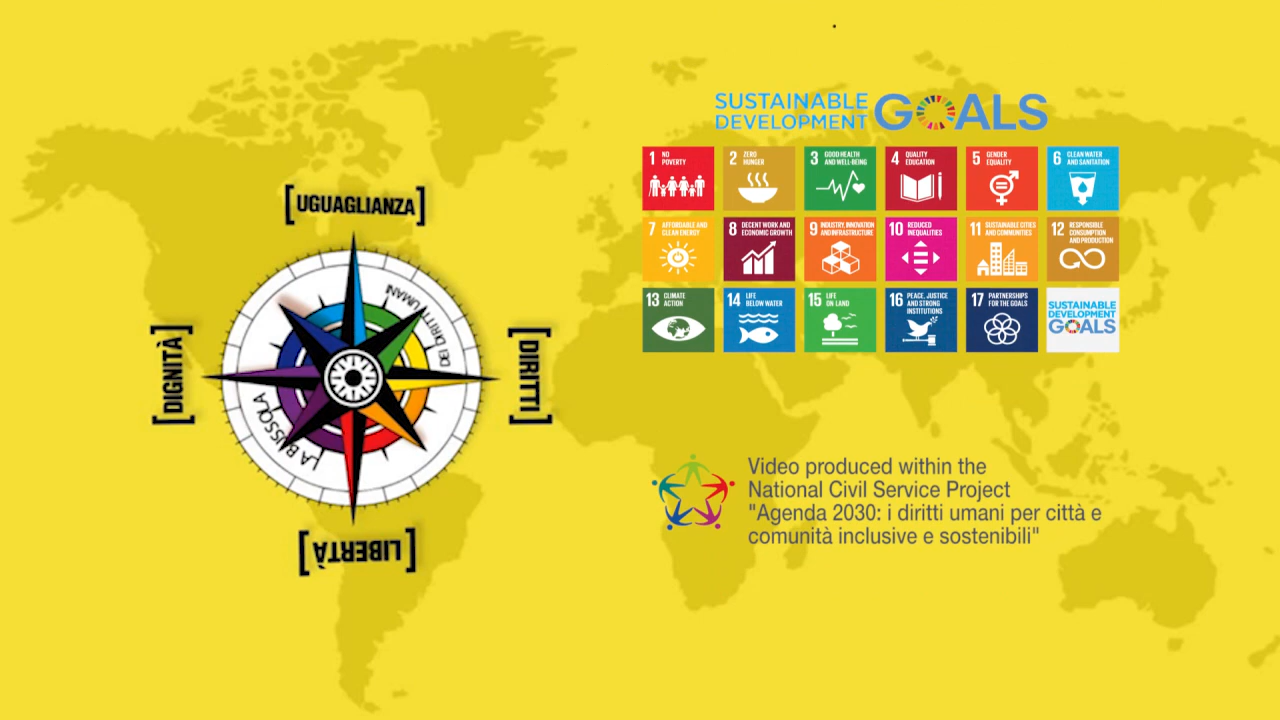 [UGUAGLIANZA]
[DIGNITÀ]
[DIRITTI]
[LIBERTÀ]
LA BUSSOLA
DEI DIRITTI UMANI
SUSTAINABLE
DEVELOPMENT
GOALS
1 NO
POVERTY
2 ZERO
HUNGER
3 GOOD HEALTH
AND WELL-BEING
4 QUALITY
EDUCATION
5 GENDER
EQUALITY
6 CLEAN WATER
AND SANITATION
7 AFFORDABLE AND
CLEAN ENERGY
8 DECENT WORK AND
ECONOMIC GROWTH
9 INDUSTRY, INNOVATION
AND INFRASTRUCTURE
10 REDUCED
INEQUALITIES
11 SUSTAINABLE CITIES
AND COMMUNITIES
12 RESPONSIBLE
CONSUMPTION
AND PRODUCTION
13 CLIMATE
ACTION
14 LIFE
BELOW WATER
15 LIFE
ON LAND
16 PEACE, JUSTICE
AND STRONG
INSTITUTIONS
17 PARTNERSHIPS
FOR THE GOALS
SUSTAINABLE
DEVELOPMENT
GOALS
Video produced within the
National Civil Service Project
"Agenda 2030: i diritti umani per città e
comunità inclusive e sostenibili"